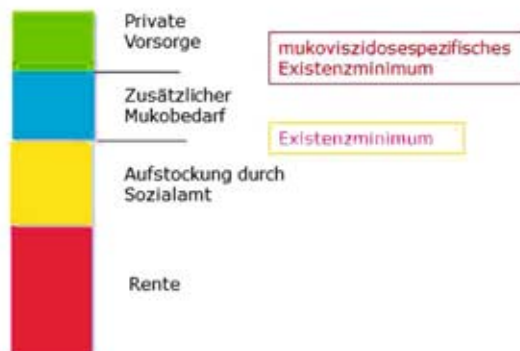 Private
Vorsorge
mukoviszidosespezifisches
Existenzminimum
Zusätzlicher
Mukobedarf
Existenzminimum
Aufstockung durch
Sozialamt
Rente